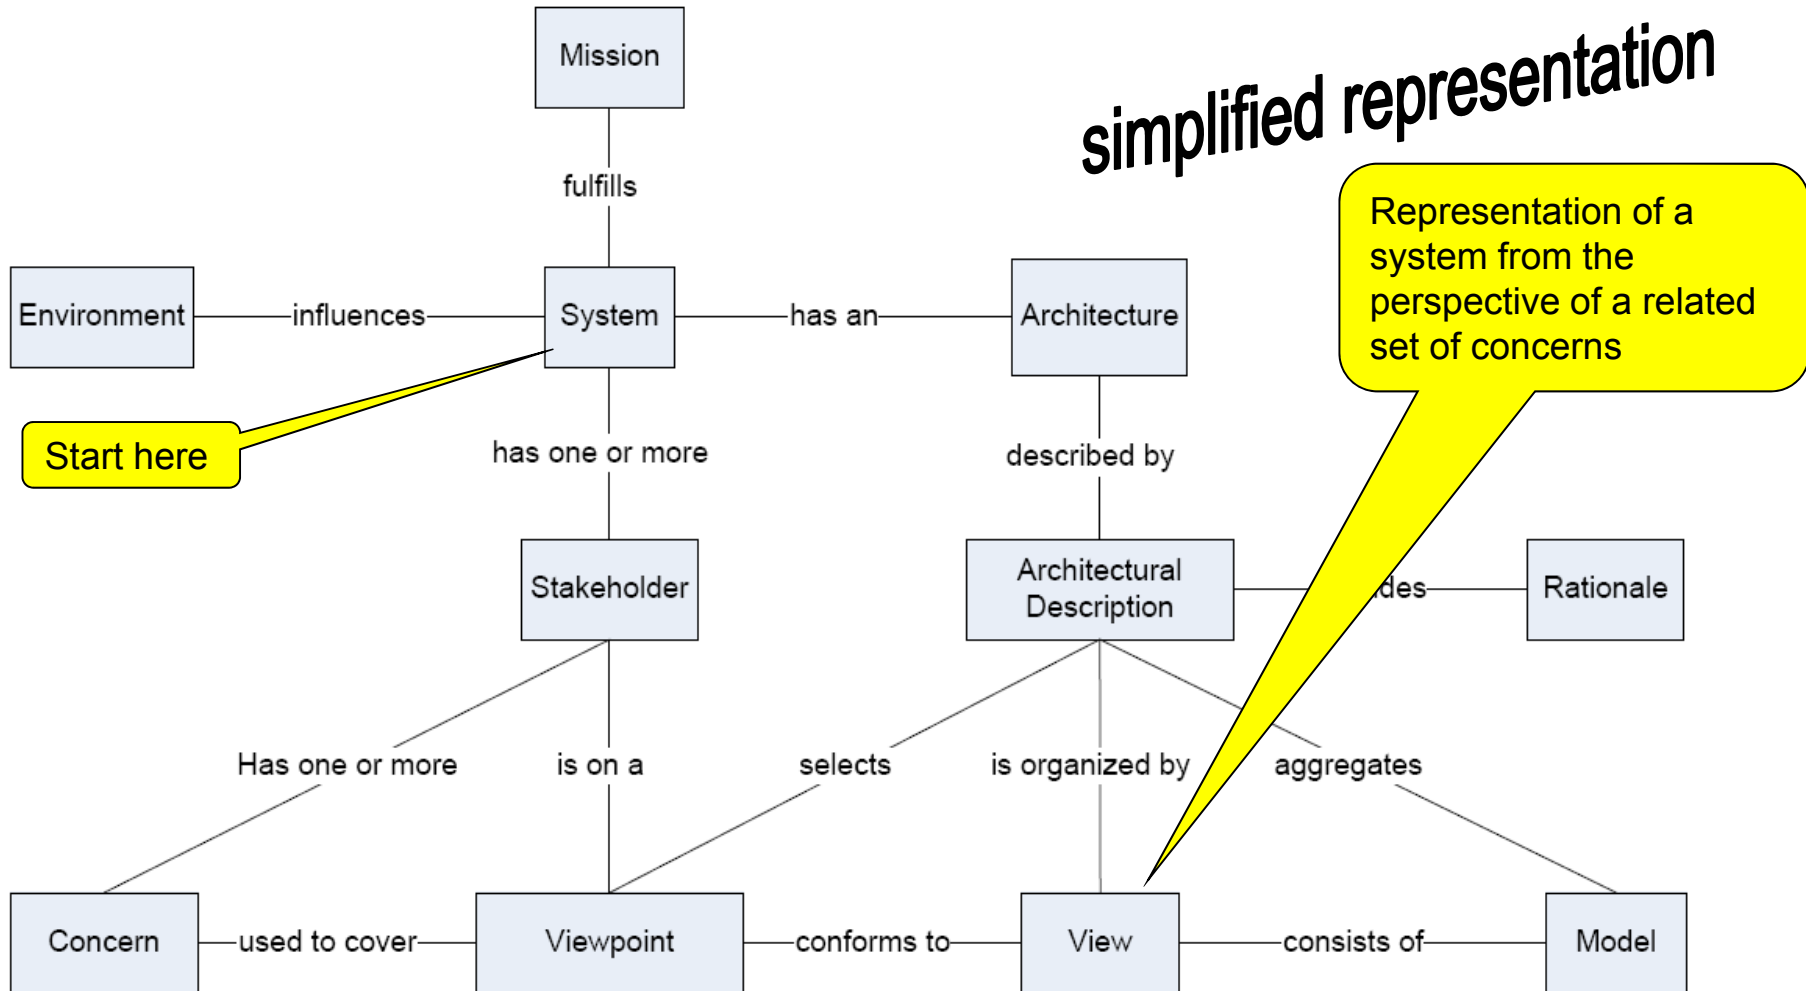 Mission
simplified representation
fulfills
Representation of a
system from the
perspective of a related
set of concerns
Environment
influences
System
has an
Architecture
Start here
has one or more
described by
Stakeholder
Architectural
Description
Rationale
Has one or more
is on a
selects
is organized by
aggregates
Concern
used to cover
Viewpoint
conforms to
View
consists of
Model